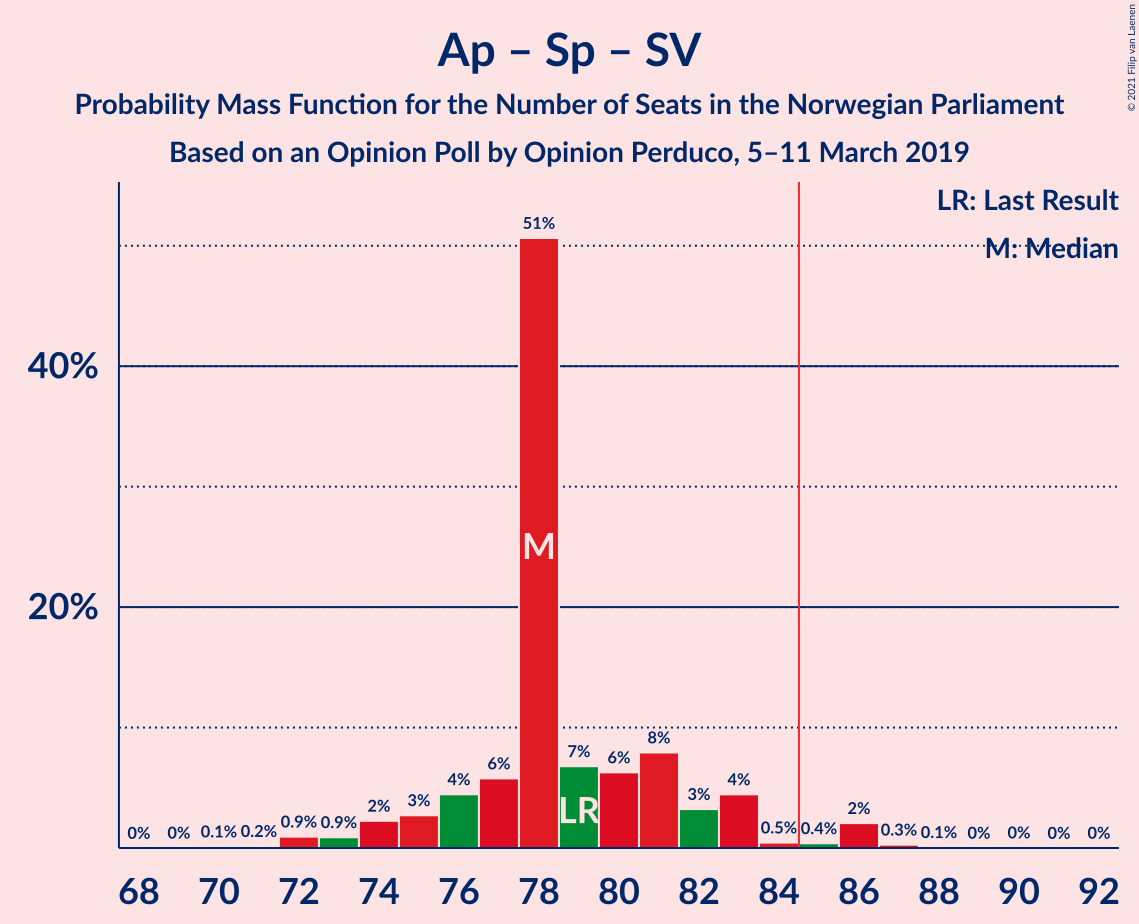 Ap – Sp – SV
Probability Mass Function for the Number of Seats in the Norwegian Parliament
Based on an Opinion Poll by Opinion Perduco, 5–11 March 2019
© 2021 Filip van Laenen
LR: Last Result
M: Median
40%
20%
0% 0% 0.1% 0.2% 0.9% 0.9% 2% 3% 4% 6% 51% 7% 6% 8% 3% 4% 0.5% 0.4% 2% 0.3% 0.1% 0% 0% 0% 0%
M
LR
68 70 72 74 76 78 80 82 84 86 88 90 92